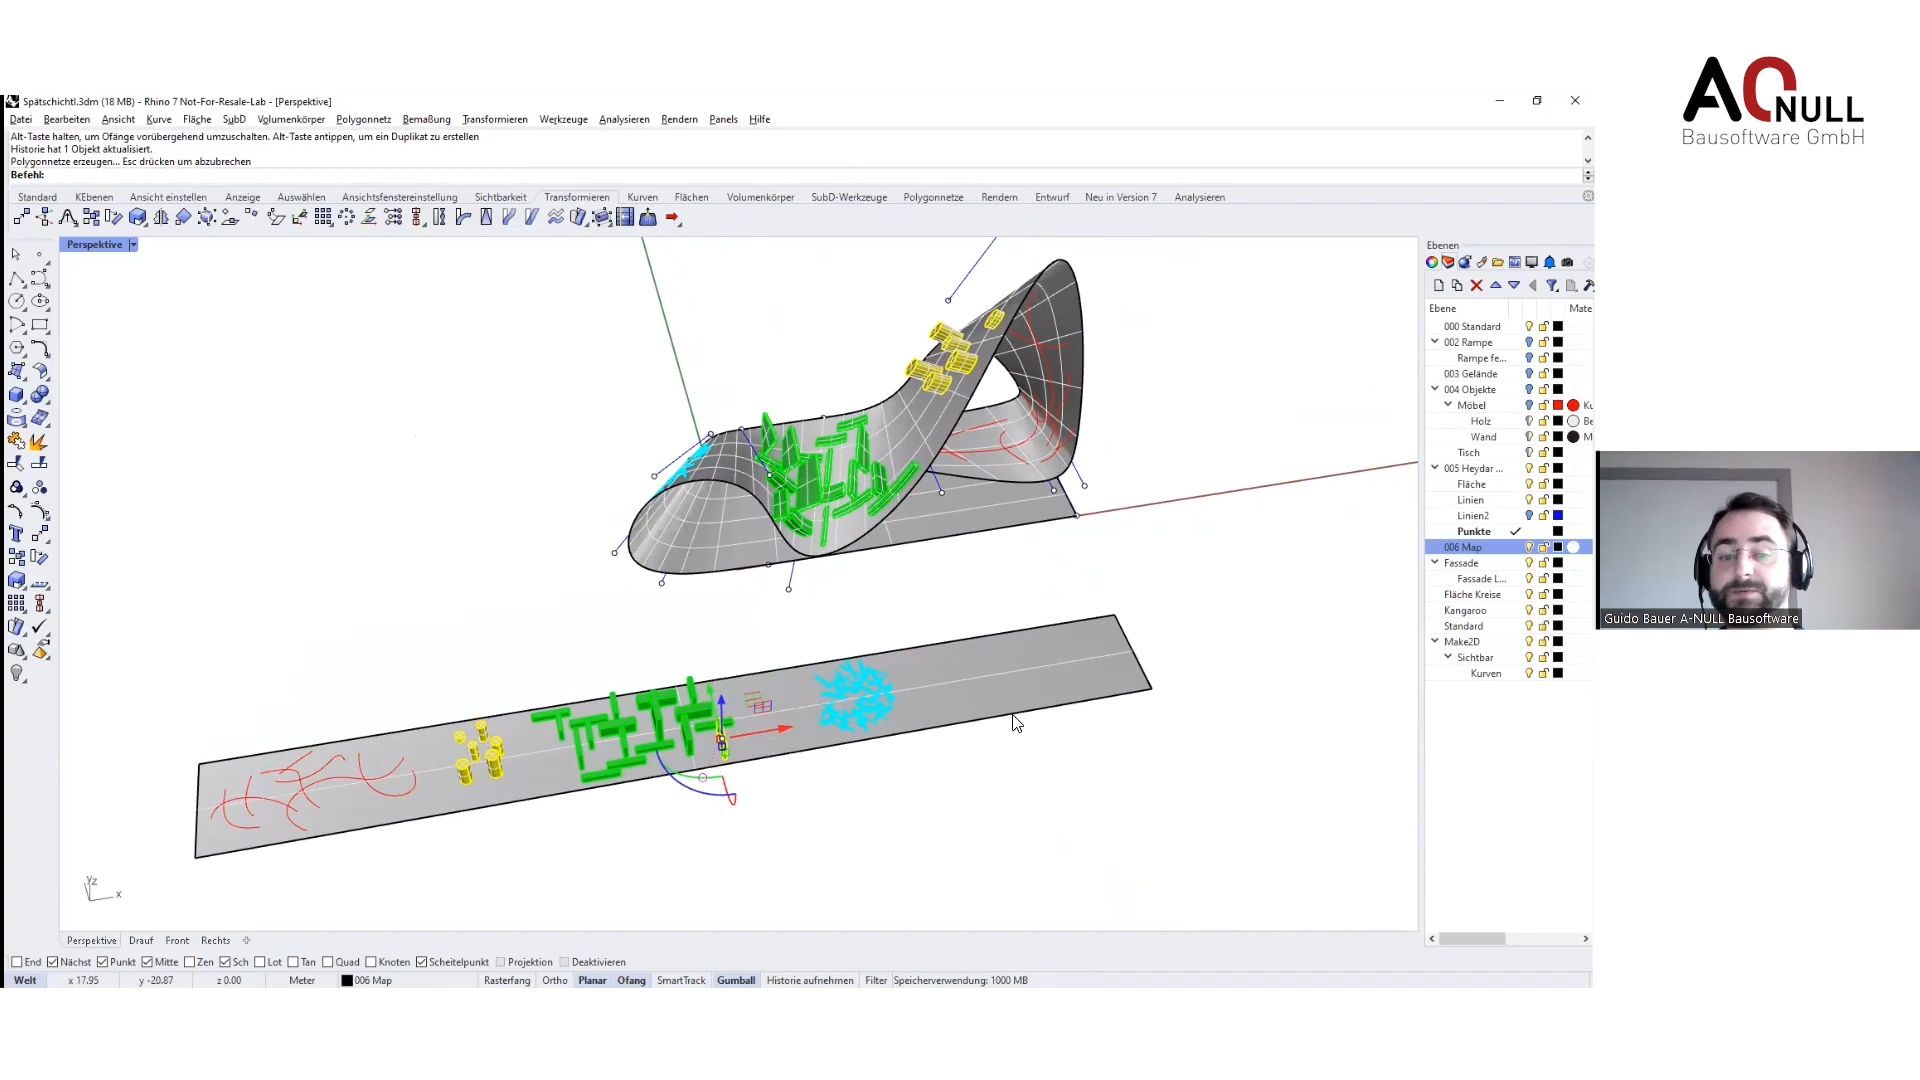 Spätschichtl.3dm (18 MB) - Rhino 7 Not-For-Resale-Lab - [Perspektive]
Datei Bearbeiten Ansicht Kurve Fläche SubD Volumenkörper Polygonnetz Bemaßung Transformieren Werkzeuge Analysieren Rendern Panels Hilfe
Alt-Taste halten, um Ofänge vorübergehend umzuschalten. Alt-Taste antippen, um ein Duplikat zu erstellen
Historie hat 1 Objekt aktualisiert.
Polygonnetze erzeugen... Esc drücken um abzubrechen
Befehl:
Standard KEbenen Ansicht einstellen Anzeige Auswählen Ansichtsfenstereinstellung Sichtbarkeit Transformieren Kurven Flächen Volumenkörper SubD-Werkzeuge Polygonnetze Rendern Entwurf Neu in Version 7 Analysieren
Perspektive
Ebenen
Ebene Mate
000 Standard
002 Rampe
Rampe fe...
003 Gelände
004 Objekte
Möbel Ku
Holz Be
Wand M
Tisch
005 Heydar ...
Fläche
Linien
Linien2
Punkte
006 Map
Fassade
Fassade L...
Fläche Kreise
Kangaroo
Standard
Make2D
Sichtbar
Kurven
yz
x
Perspektive Drauf Front Rechts
End Nächst Punkt Mitte Zen Sch Lot Tan Quad Knoten Scheitelpunkt Projektion Deaktivieren
Welt x 17.95 y -20.87 z 0.00 Meter 006 Map Rasterfang Ortho Planar Ofang SmartTrack Gumball Historie aufnehmen Filter Speicherverwendung: 1000 MB
A NULL
Bausoftware GmbH
Guido Bauer A-NULL Bausoftware